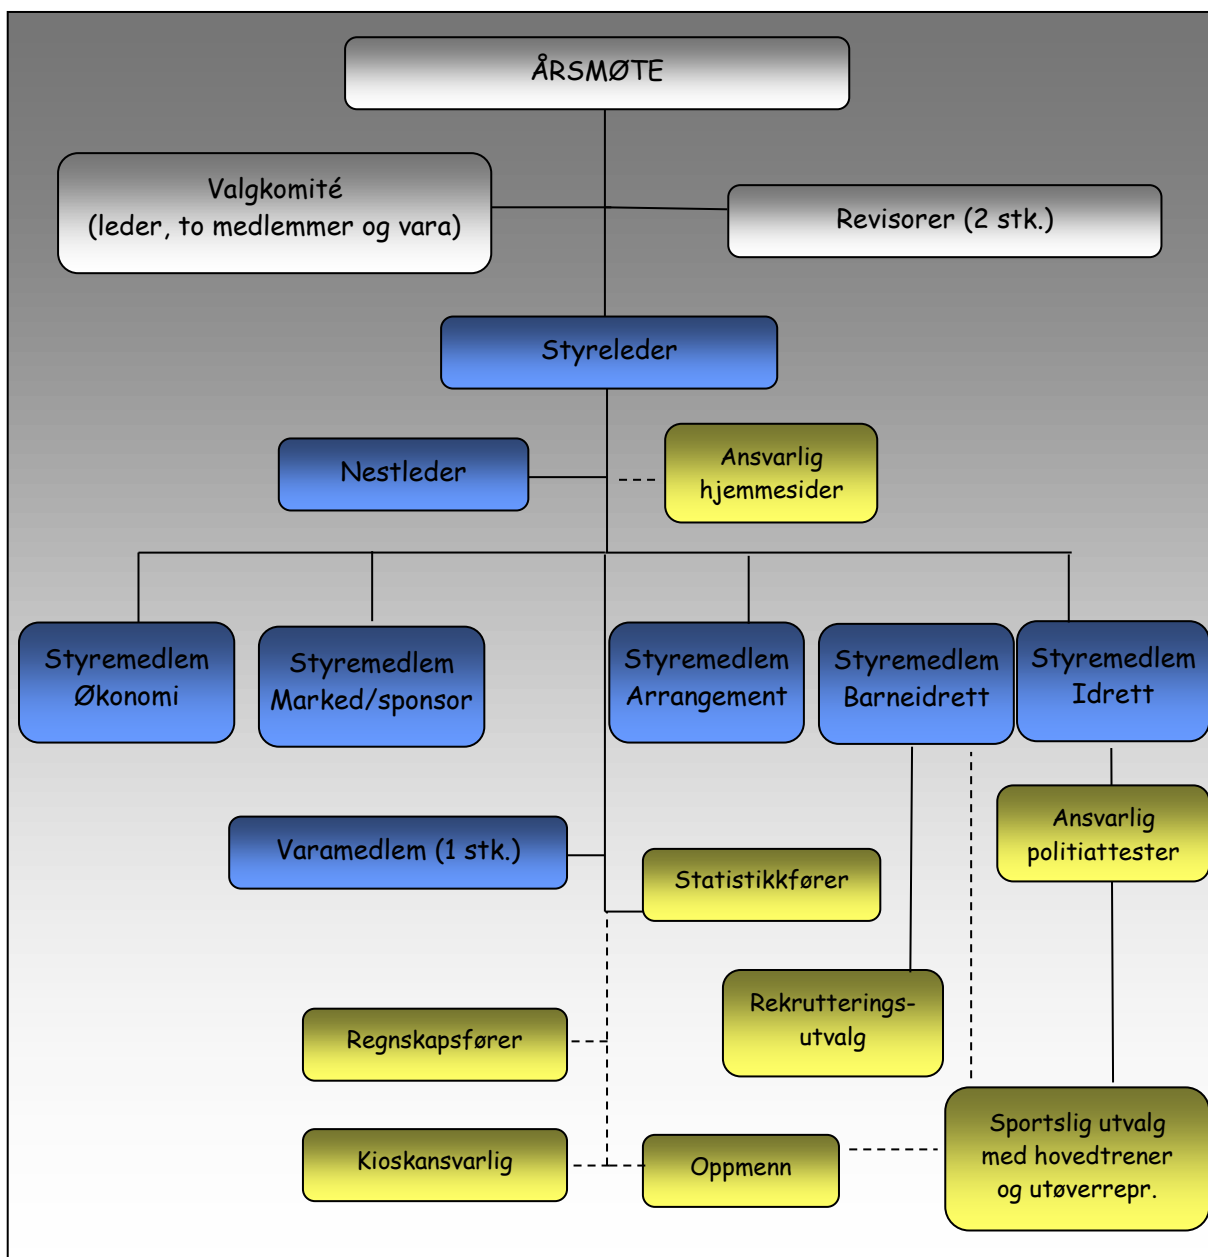 ÅRSMØTE
Valgkomité
(leder, to medlemmer og vara)
Revisorer (2 stk.)
Styreleder
Nestleder
Ansvarlig
hjemmesider
Styremedlem
Økonomi
Styremedlem
Marked/sponsor
Styremedlem
Arrangement
Styremedlem
Barneidrett
Styremedlem
Idrett
Varamedlem (1 stk.)
Statistikkfører
Ansvarlig
politiattester
Regnskapsfører
Rekrutterings-
utvalg
Kioskansvarlig
Oppmenn
Sportslig utvalg
med hovedtrener
og utøverrepr.